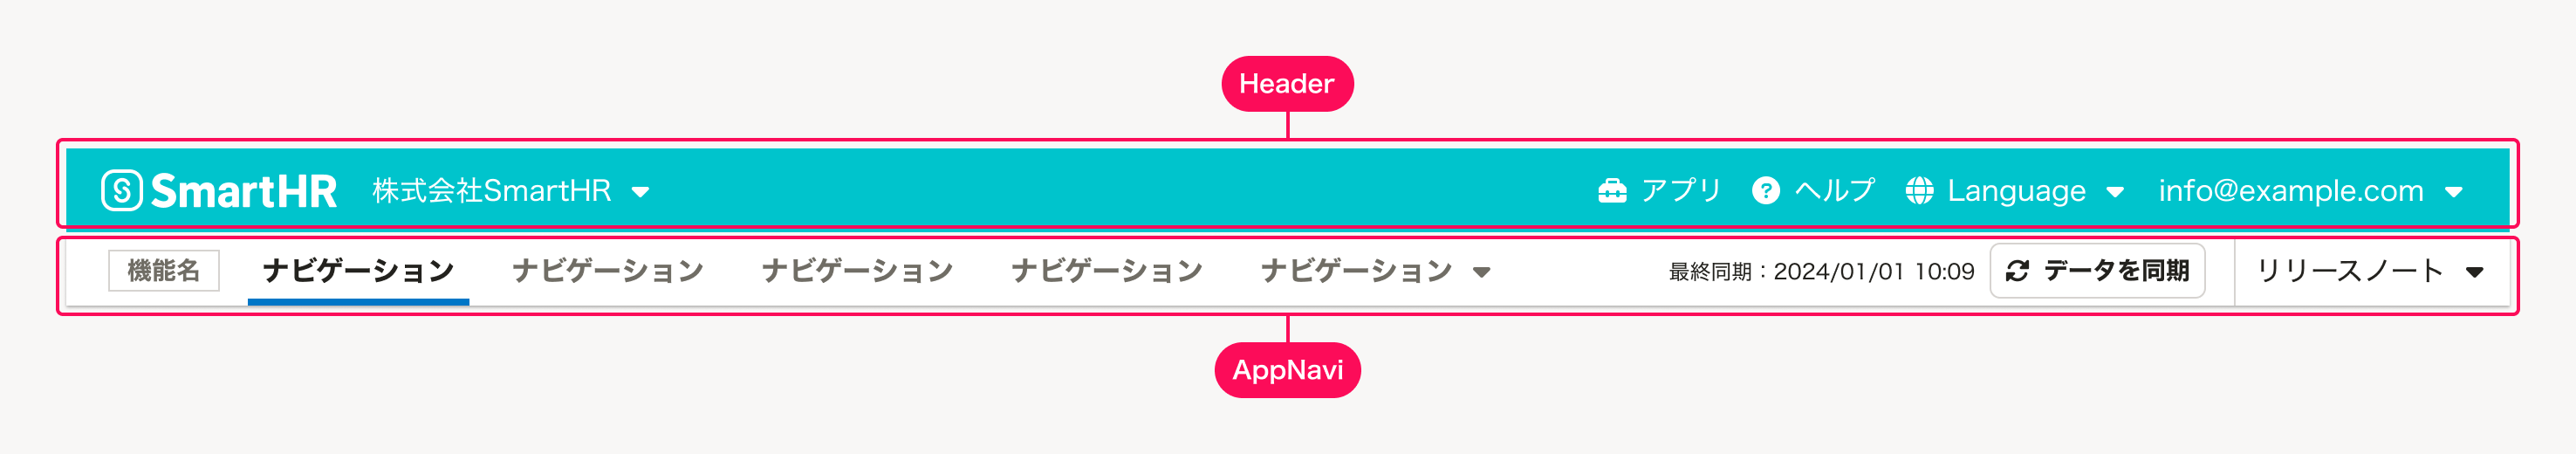 Header
SmartHR 株式会社SmartHR アプリ ヘルプ Language info@example.com
機能名 ナビゲーション ナビゲーション ナビゲーション ナビゲーション ナビゲーション 最終同期：2024/01/01 10:09 データを同期 リリースノート
AppNavi